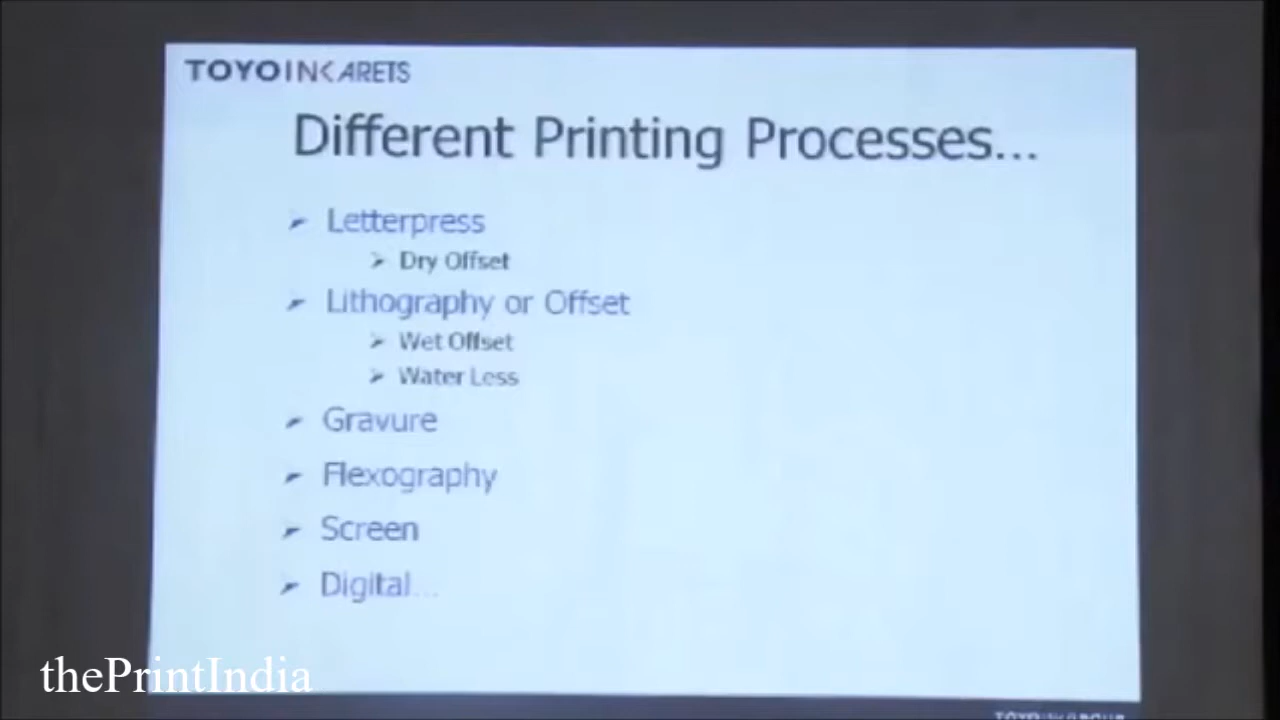 TOYOINK ARETS
Different Printing Processes...
➢ Letterpress
➢ Dry Offset
➢ Lithography or Offset
➢ Wet Offset
➢ Water Less
➢ Gravure
➢ Flexography
➢ Screen
➢ Digital...
thePrintIndia